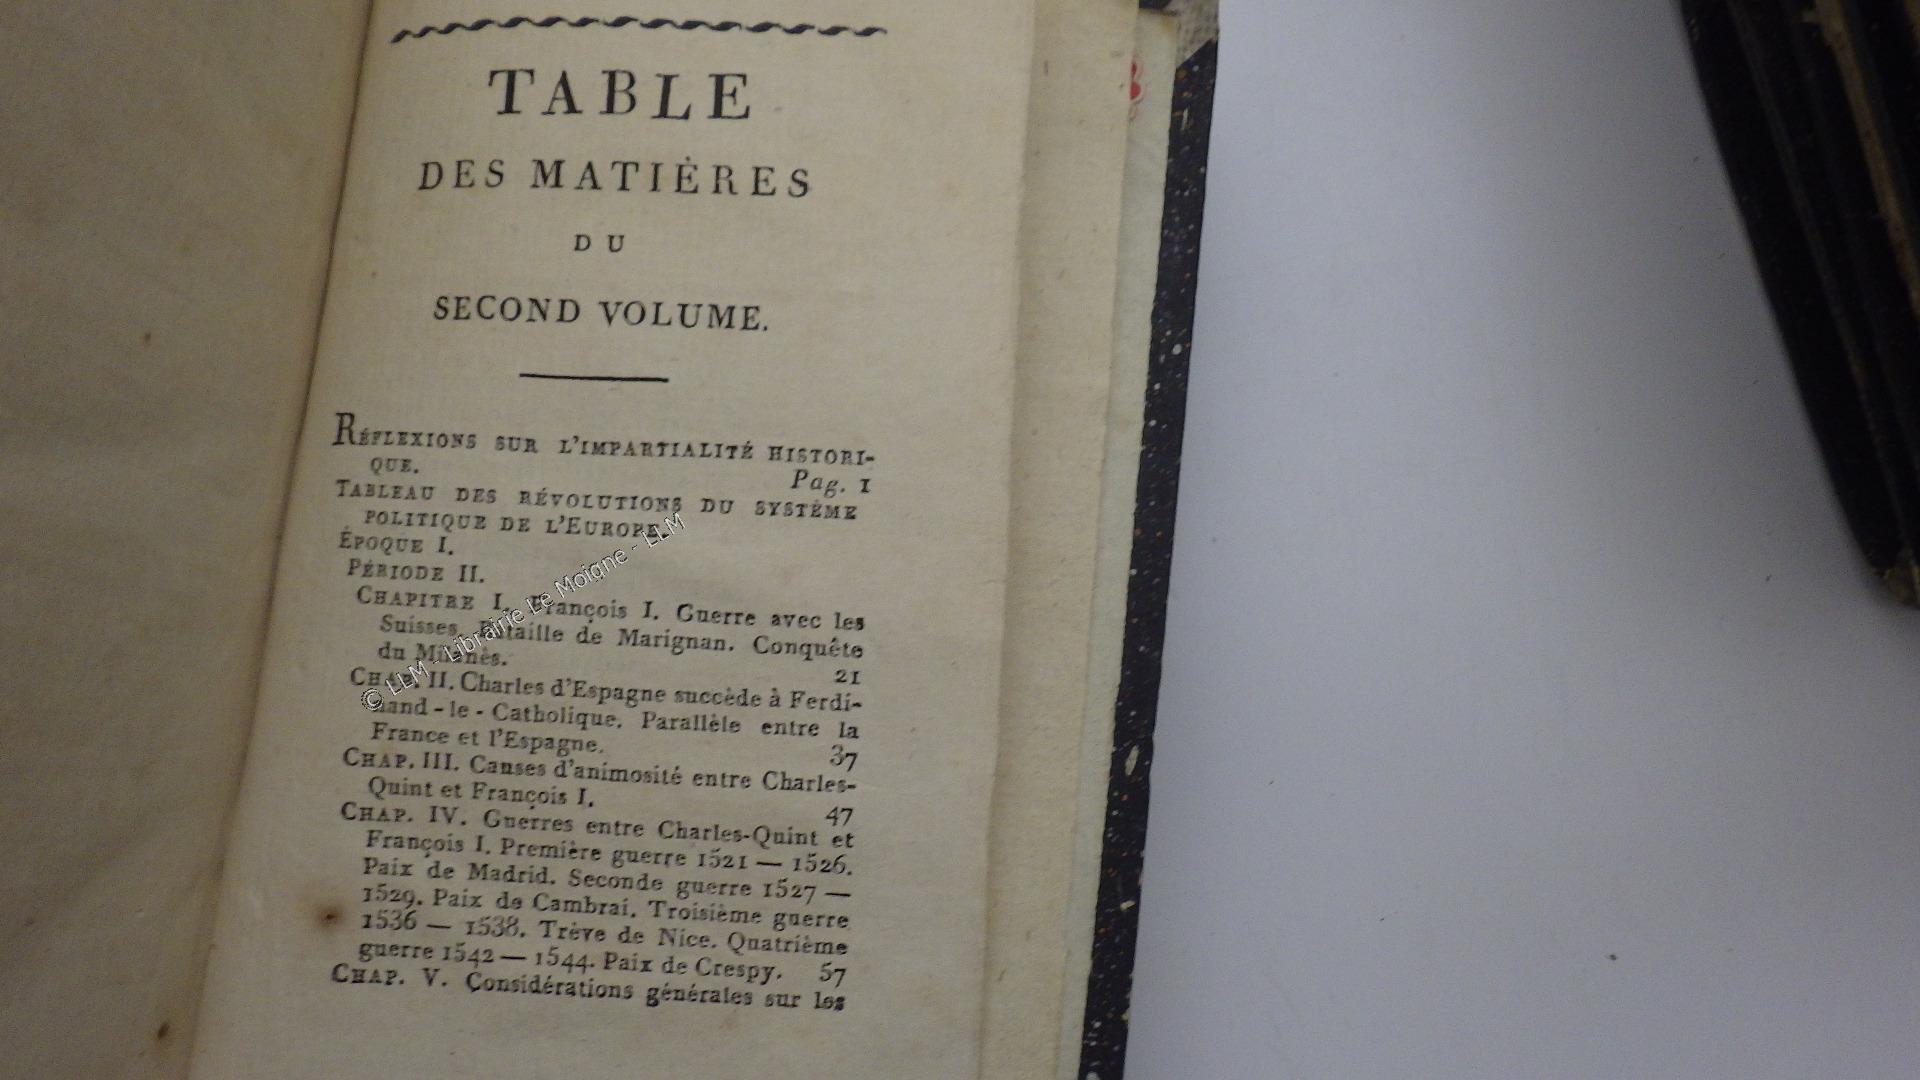 TABLE
DES MATIÈRES
DU
SECOND VOLUME.
RÉFLEXIONS SUR L'IMPARTIALITÉ HISTORI-
QUE. Pag. 1
TABLEAU DES RÉVOLUTIONS DU SYSTÈME
POLITIQUE DE L'EUROPE.
ÉPOQUE I.
PÉRIODE II.
CHAPITRE I. François I. Guerre avec les
Suisses. Bataille de Marignan. Conquête
du Milanès. 21
CHAP. II. Charles d'Espagne succède à Ferdi-
nand-le-Catholique. Parallèle entre la
France et l'Espagne. 37
CHAP. III. Causes d'animosité entre Charles-
Quint et François I. 47
CHAP. IV. Guerres entre Charles-Quint et
François I. Première guerre 1521 — 1526.
Paix de Madrid. Seconde guerre 1527 —
1529. Paix de Cambrai. Troisième guerre
1536 — 1538. Trève de Nice. Quatrième
guerre 1542 — 1544. Paix de Crespy. 57
CHAP. V. Considérations générales sur les
© LLM - Librairie Le Moigne - LLM